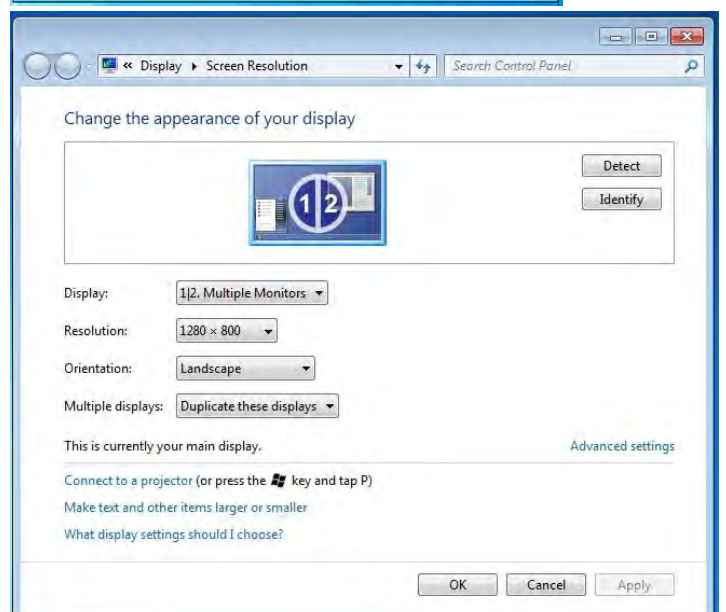 « Display ▸ Screen Resolution Search Control Panel
Change the appearance of your display
1 2
Detect
Identify
Display: 1|2. Multiple Monitors
Resolution: 1280 × 800
Orientation: Landscape
Multiple displays: Duplicate these displays
This is currently your main display. Advanced settings
Connect to a projector (or press the key and tap P)
Make text and other items larger or smaller
What display settings should I choose?
OK Cancel Apply